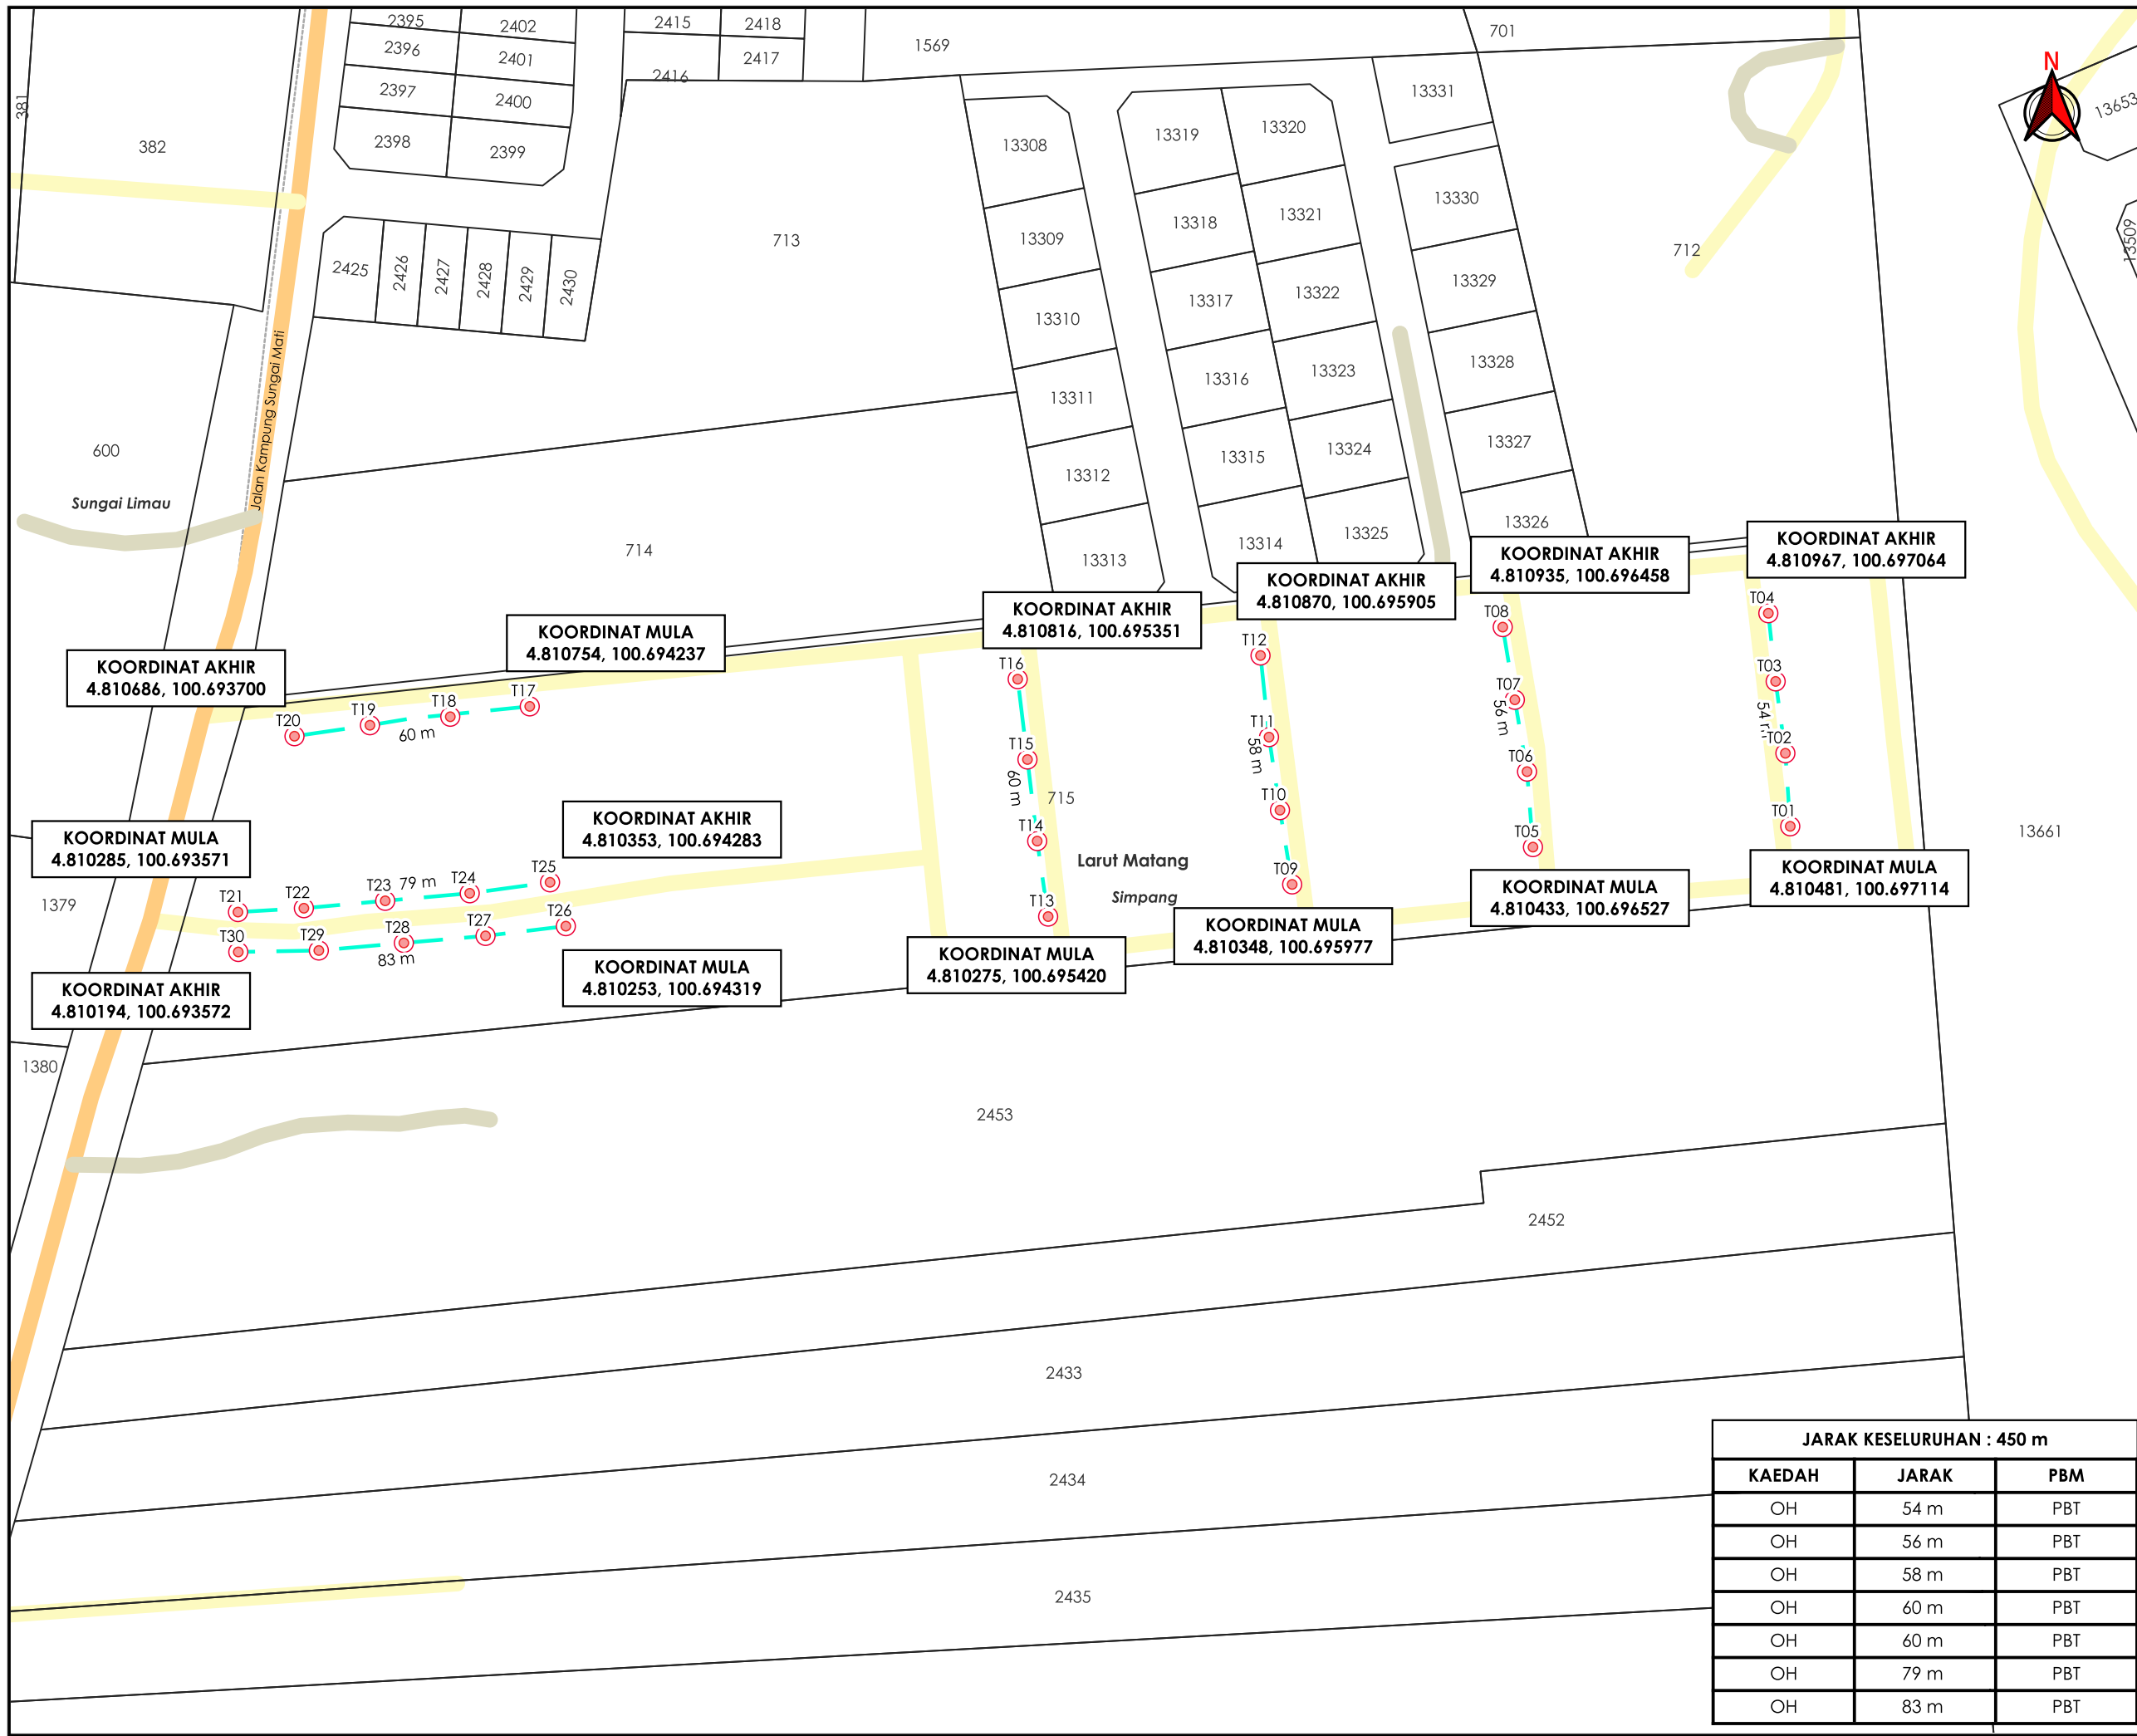 2395
2402
2415
2418
1569
701
2396
2401
2417
2416
N
381
2397
2400
13331
13653
382
2398
2399
13308
13319
13320
713
13309
13318
13321
13330
712
13509
2425
2426
2427
2428
2429
2430
13310
13317
13322
13329
Jalan Kampung Sungai Mati
13311
13316
13323
13328
600
13312
13315
13324
13327
Sungai Limau
714
13313
13314
13325
13326
KOORDINAT AKHIR
4.810967, 100.697064
KOORDINAT AKHIR
4.810935, 100.696458
KOORDINAT AKHIR
4.810870, 100.695905
KOORDINAT AKHIR
4.810816, 100.695351
KOORDINAT MULA
4.810754, 100.694237
KOORDINAT AKHIR
4.810686, 100.693700
T04
T08
T12
T16
T03
T07
T17
T18
T19
T20
60 m
56 m
54 m
T11
58 m
T02
T15
T06
60 m
715
T10
T14
T01
T05
13661
KOORDINAT AKHIR
4.810353, 100.694283
KOORDINAT MULA
4.810285, 100.693571
Larut Matang
Simpang
T09
T13
KOORDINAT MULA
4.810481, 100.697114
KOORDINAT MULA
4.810433, 100.696527
KOORDINAT MULA
4.810348, 100.695977
KOORDINAT MULA
4.810275, 100.695420
T21
T22
T23
79 m
T24
T25
1379
T30
T29
T28
T27
T26
83 m
KOORDINAT MULA
4.810253, 100.694319
KOORDINAT AKHIR
4.810194, 100.693572
1380
2453
2452
2433
2434
2435
JARAK KESELURUHAN : 450 m
KAEDAH JARAK PBM
OH 54 m PBT
OH 56 m PBT
OH 58 m PBT
OH 60 m PBT
OH 60 m PBT
OH 79 m PBT
OH 83 m PBT